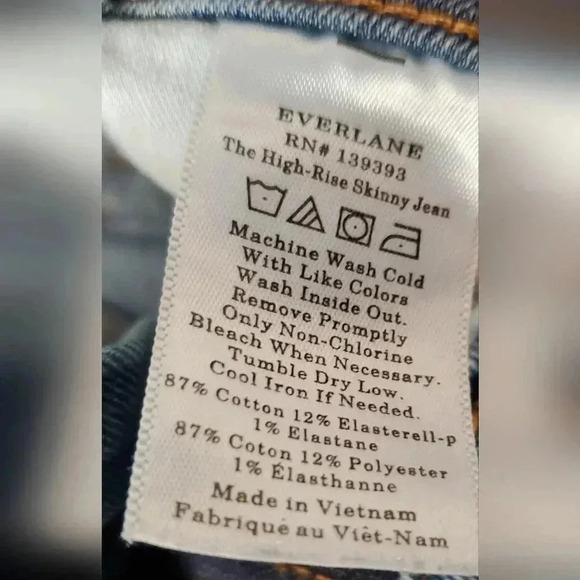 EVERLANE
RN# 139393
The High-Rise Skinny Jean
Machine Wash Cold
With Like Colors
Wash Inside Out.
Remove Promptly
Only Non-Chlorine
Bleach When Necessary.
Tumble Dry Low.
Cool Iron If Needed.
87% Cotton 12% Elasterell-p
1% Elastane
87% Coton 12% Polyester
1% Élasthanne
Made in Vietnam
Fabriqué au Viêt-Nam